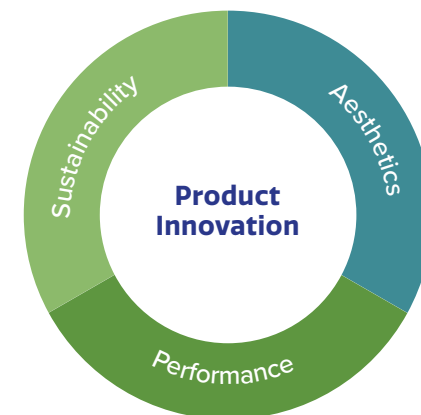 Sustainability
Aesthetics
Product
Innovation
Performance